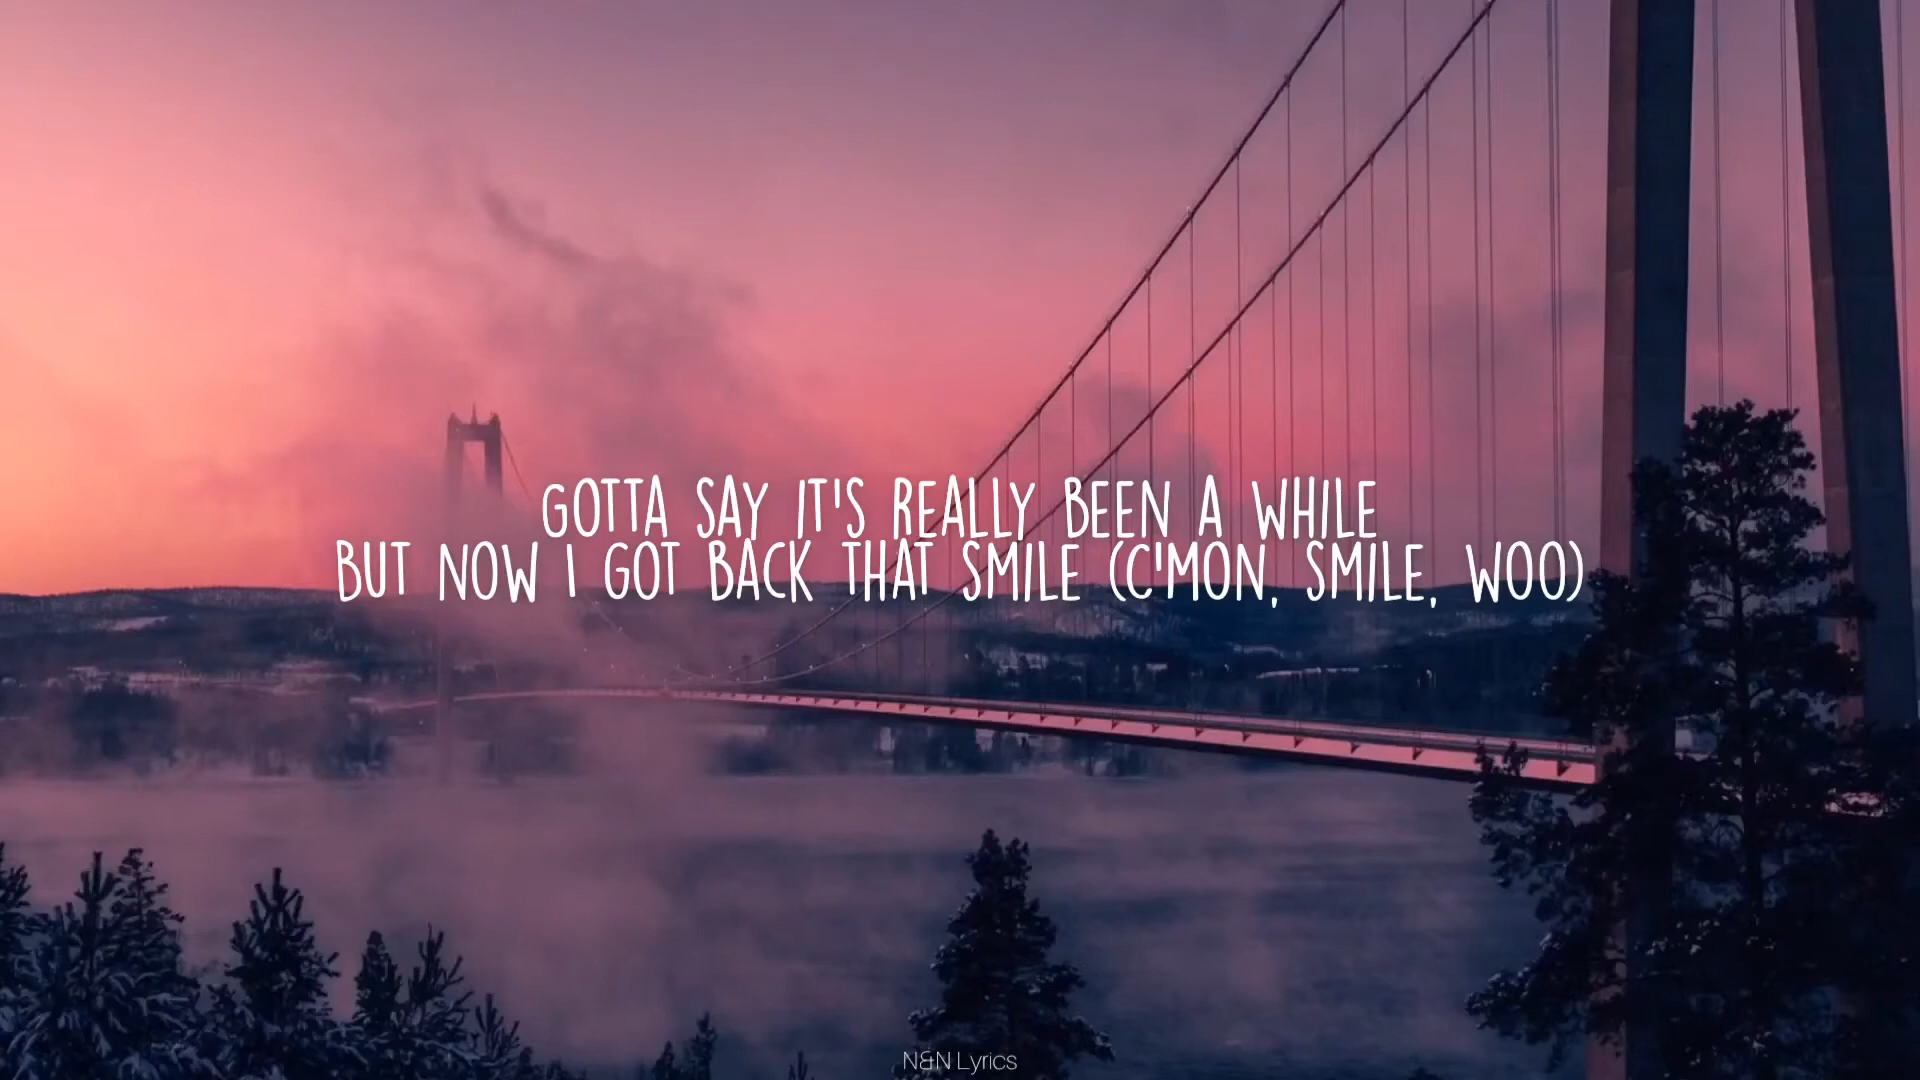 GOTTA SAY IT'S REALLY BEEN A WHILE
BUT NOW I GOT BACK THAT SMILE (C'MON, SMILE, WOO)
N&N Lyrics